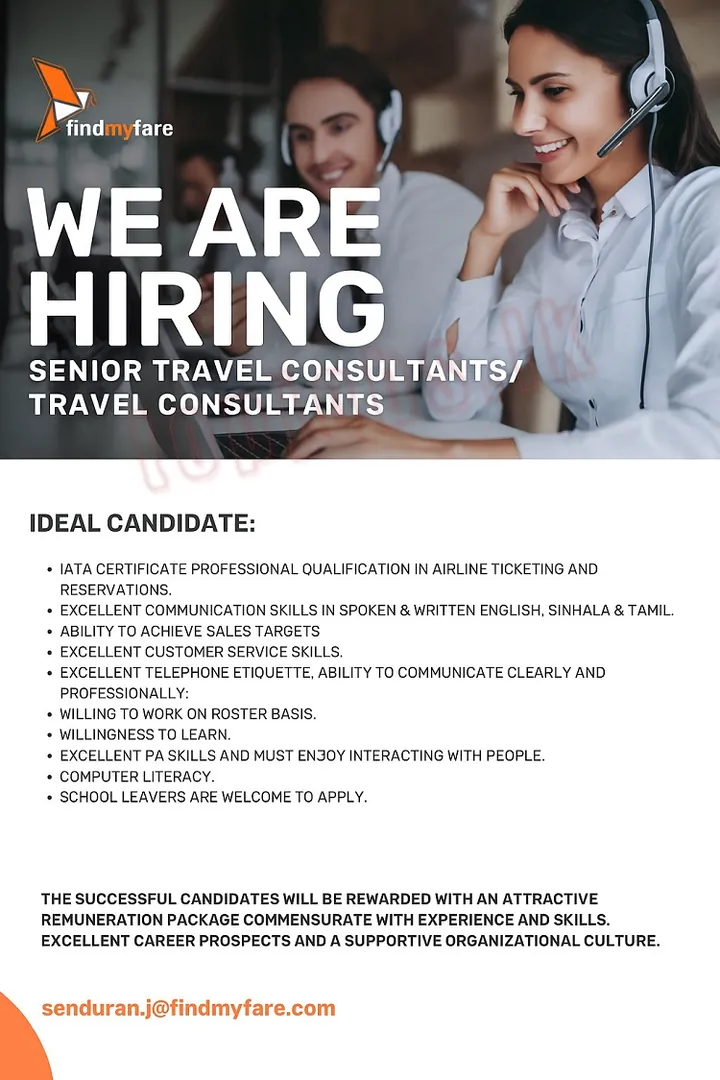 findmyfare
WE ARE
HIRING
SENIOR TRAVEL CONSULTANTS/
TRAVEL CONSULTANTS
IDEAL CANDIDATE:
• IATA CERTIFICATE PROFESSIONAL QUALIFICATION IN AIRLINE TICKETING AND
RESERVATIONS.
• EXCELLENT COMMUNICATION SKILLS IN SPOKEN & WRITTEN ENGLISH, SINHALA & TAMIL.
• ABILITY TO ACHIEVE SALES TARGETS
• EXCELLENT CUSTOMER SERVICE SKILLS.
• EXCELLENT TELEPHONE ETIQUETTE, ABILITY TO COMMUNICATE CLEARLY AND
PROFESSIONALLY:
• WILLING TO WORK ON ROSTER BASIS.
• WILLINGNESS TO LEARN.
• EXCELLENT PA SKILLS AND MUST ENJOY INTERACTING WITH PEOPLE.
• COMPUTER LITERACY.
• SCHOOL LEAVERS ARE WELCOME TO APPLY.
THE SUCCESSFUL CANDIDATES WILL BE REWARDED WITH AN ATTRACTIVE
REMUNERATION PACKAGE COMMENSURATE WITH EXPERIENCE AND SKILLS.
EXCELLENT CAREER PROSPECTS AND A SUPPORTIVE ORGANIZATIONAL CULTURE.
senduran.j@findmyfare.com